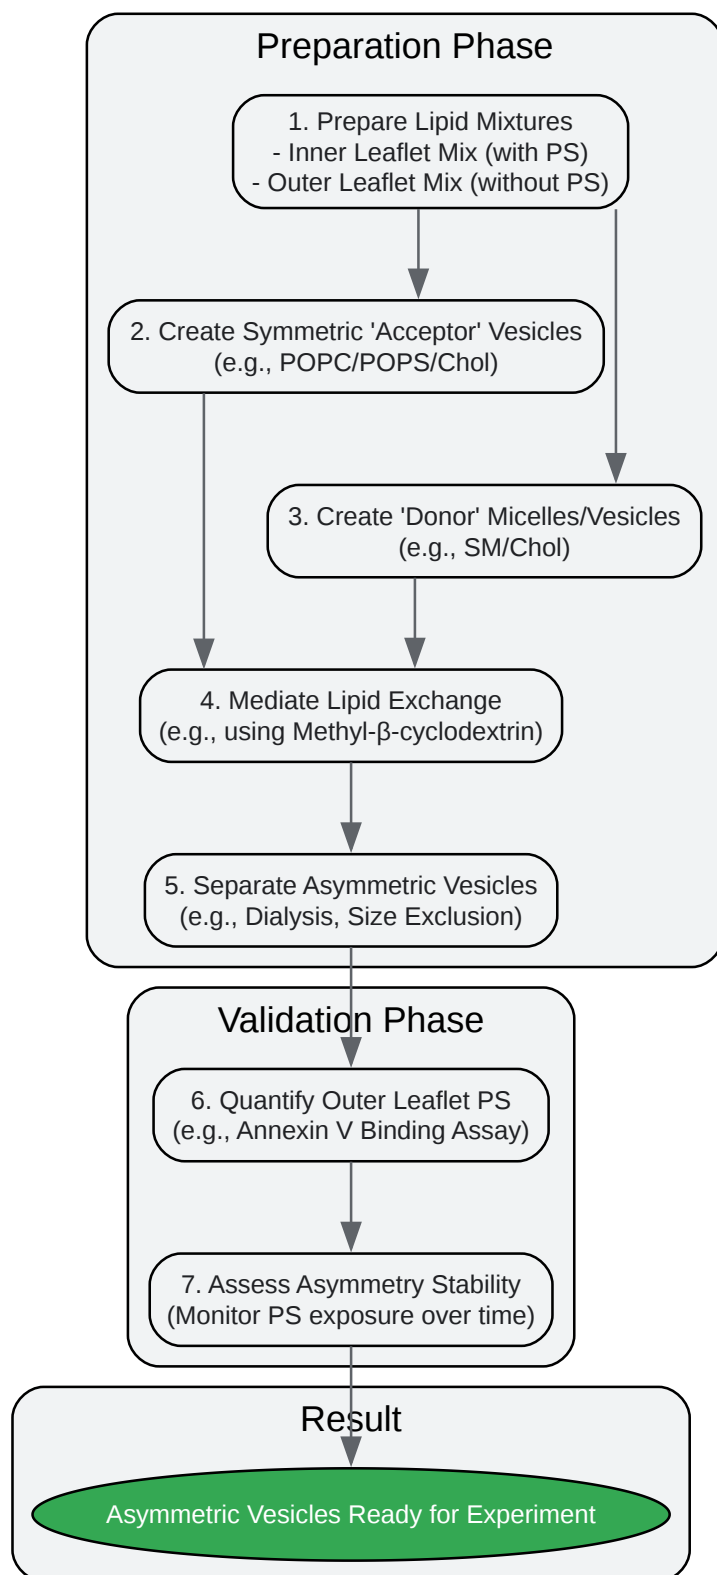 Preparation Phase
1. Prepare Lipid Mixtures
- Inner Leaflet Mix (with PS)
- Outer Leaflet Mix (without PS)
2. Create Symmetric 'Acceptor' Vesicles
(e.g., POPC/POPS/Chol)
3. Create 'Donor' Micelles/Vesicles
(e.g., SM/Chol)
4. Mediate Lipid Exchange
(e.g., using Methyl-β-cyclodextrin)
5. Separate Asymmetric Vesicles
(e.g., Dialysis, Size Exclusion)
Validation Phase
6. Quantify Outer Leaflet PS
(e.g., Annexin V Binding Assay)
7. Assess Asymmetry Stability
(Monitor PS exposure over time)
Result
Asymmetric Vesicles Ready for Experiment